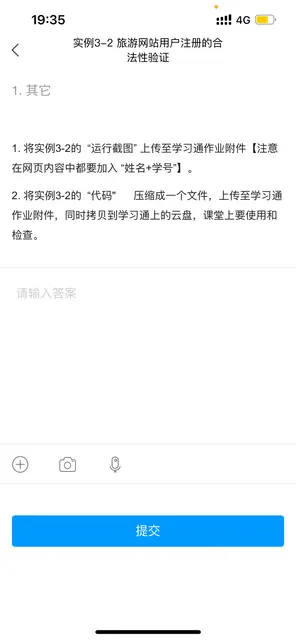 19:35
4G
实例3-2 旅游网站用户注册的合
法性验证
1. 其它
1. 将实例3-2的 “运行截图” 上传至学习通作业附件【注意
在网页内容中都要加入 “姓名+学号”】。
2. 将实例3-2的 “代码” 压缩成一个文件，上传至学习通
作业附件，同时拷贝到学习通上的云盘，课堂上要使用和
检查。
请输入答案
提交